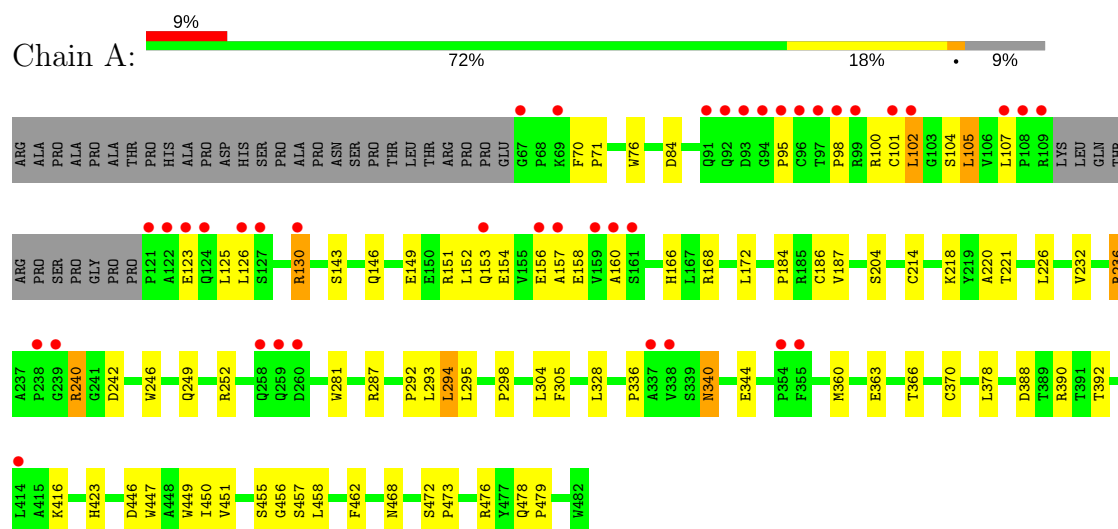 9%
Chain A:
72% 18% • 9%
ARG ALA PRO ALA PRO ALA THR PRO HIS ALA PRO ASP HIS SER PRO ALA PRO ASN SER PRO THR LEU THR ARG PRO PRO GLU G67 P68 K69 F70 P71 W76 D84 Q91 Q92 D93 G94 P95 C96 T97 P98 R99 R100 C101 L102 G103 S104 L105 V106 L107 P108 R109 LYS LEU GLN THR
ARG PRO SER PRO GLY PRO PRO P121 A122 E123 Q124 L125 L126 S127 R130 S143 Q146 E149 E150 R151 L152 Q153 E154 V155 E156 A157 E158 V159 A160 S161 H166 L167 R168 L172 P184 R185 C186 V187 S204 C214 K218 Y219 A220 T221 L226 V232 R236
A237 P238 G239 R240 G241 D242 W246 Q249 R252 Q258 Q259 D260 W281 R287 P292 L293 L294 L295 P298 L304 F305 L328 P336 A337 V338 S339 N340 E344 P354 F355 M360 E363 T366 C370 L378 D388 T389 R390 T391 T392
L414 A415 K416 H423 D446 W447 A448 W449 I450 V451 S455 G456 S457 L458 F462 N468 S472 P473 R476 Y477 Q478 P479 W482